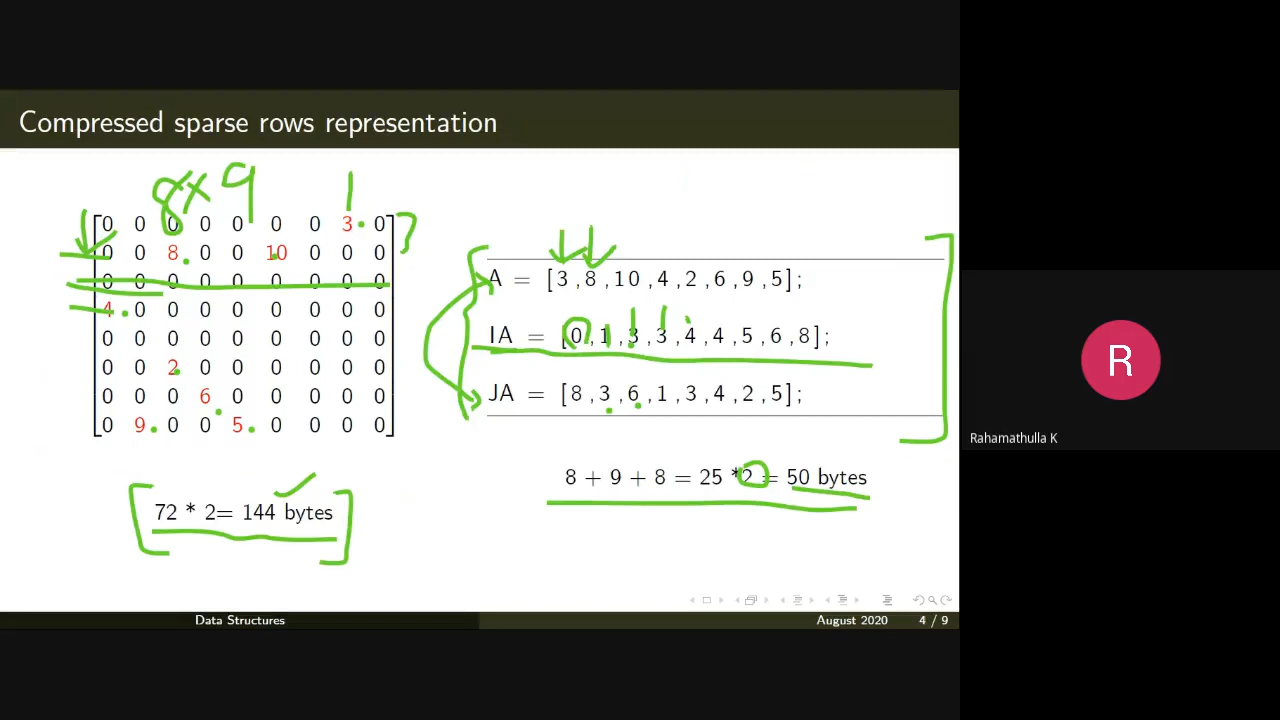 Compressed sparse rows representation
8x9 1
0 0 0 0 0 0 0 3 0
0 0 8 0 0 10 0 0 0
0 0 0 0 0 0 0 0 0
4 0 0 0 0 0 0 0 0
0 0 0 0 0 0 0 0 0
0 0 2 0 0 0 0 0 0
0 0 0 6 0 0 0 0 0
0 9 0 0 5 0 0 0 0
72 * 2= 144 bytes
A = [3 ,8 ,10 ,4 ,2 ,6 ,9 ,5];
IA = [0 ,1 ,3 ,3 ,4 ,4 ,5 ,6 ,8];
JA = [8 ,3 ,6 ,1 ,3 ,4 ,2 ,5];
8 + 9 + 8 = 25 *2 = 50 bytes
Data Structures
August 2020
4 / 9
R
Rahamathulla K